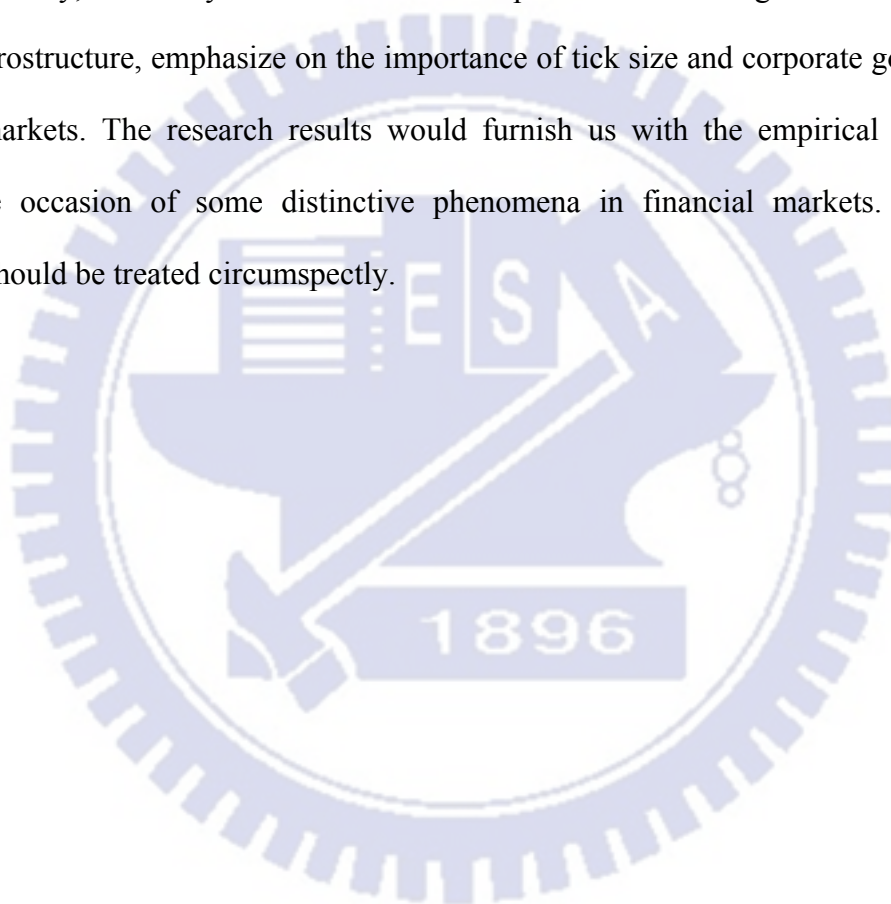 rostructure, emphasize on the importance of tick size and corporate go
arkets. The research results would furnish us with the empirical
occasion of some distinctive phenomena in financial markets.
hould be treated circumspectly.
E S A
1896